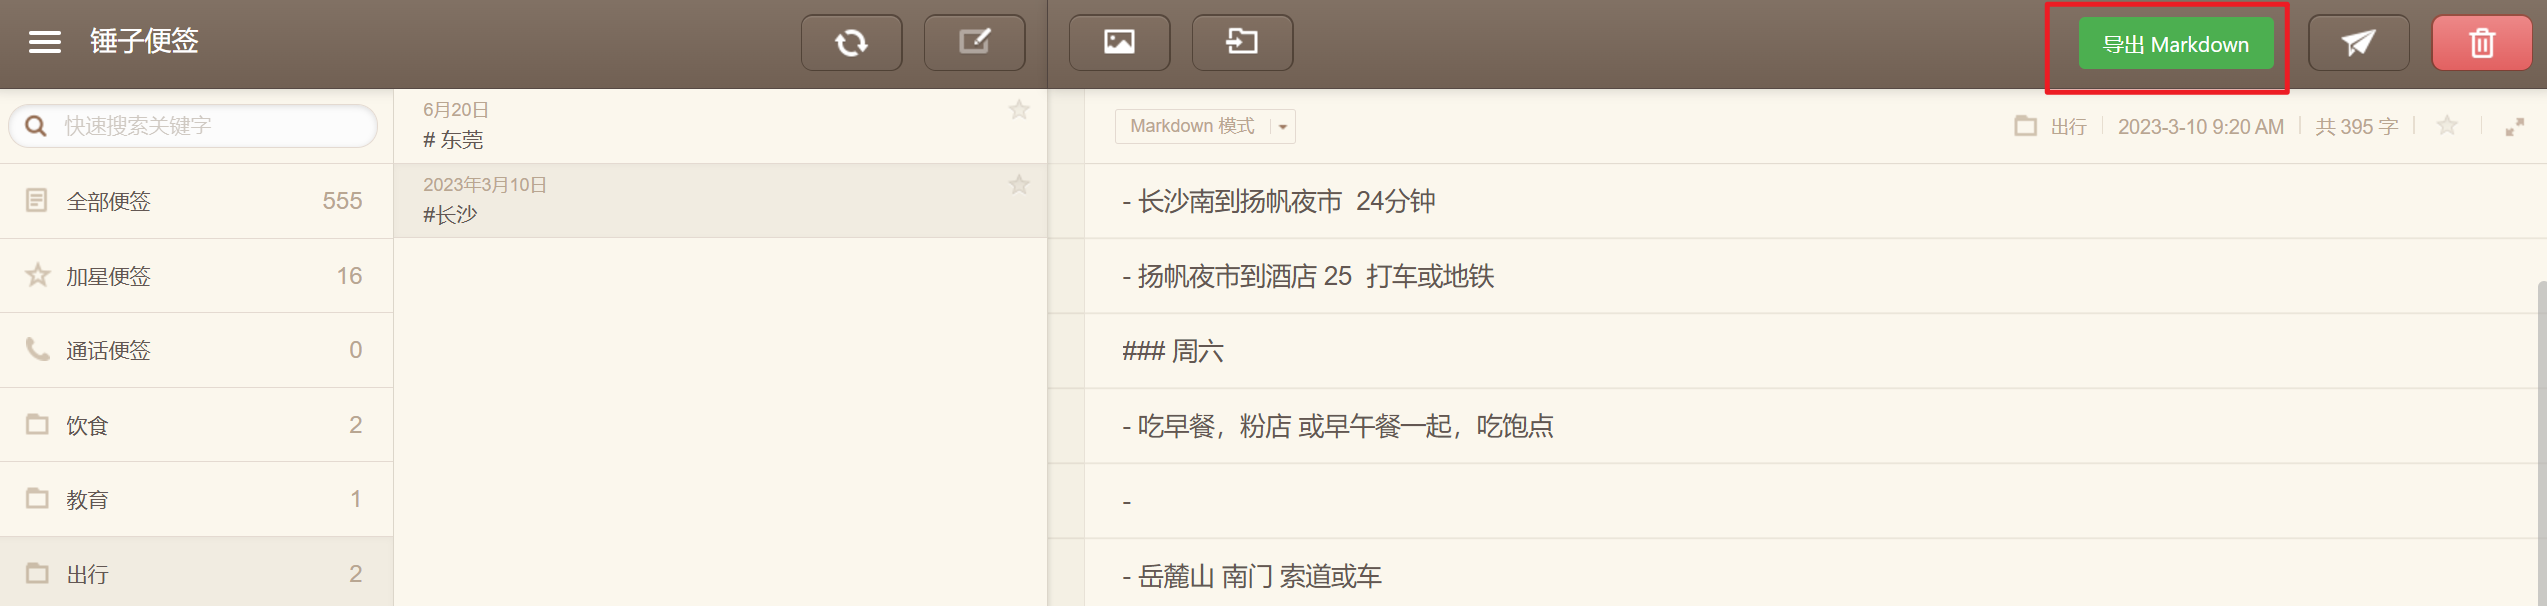 锤子便签
导出 Markdown
快速搜索关键字
全部便签 555
加星便签 16
通话便签 0
饮食 2
教育 1
出行 2
6月20日
# 东莞
2023年3月10日
#长沙
Markdown 模式
出行 2023-3-10 9:20 AM 共 395 字
- 长沙南到扬帆夜市 24分钟
- 扬帆夜市到酒店 25 打车或地铁
### 周六
- 吃早餐，粉店 或早午餐一起，吃饱点
-
- 岳麓山 南门 索道或车